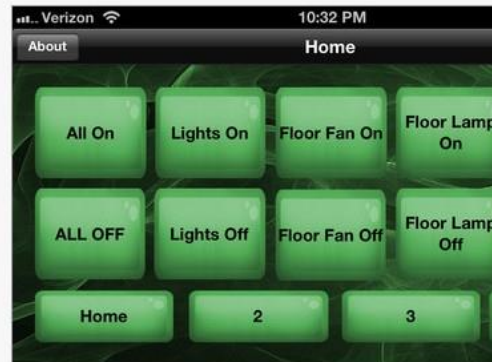 Verizon 10:32 PM
About Home
All On Lights On Floor Fan On Floor Lamp On
ALL OFF Lights Off Floor Fan Off Floor Lamp Off
Home 2 3